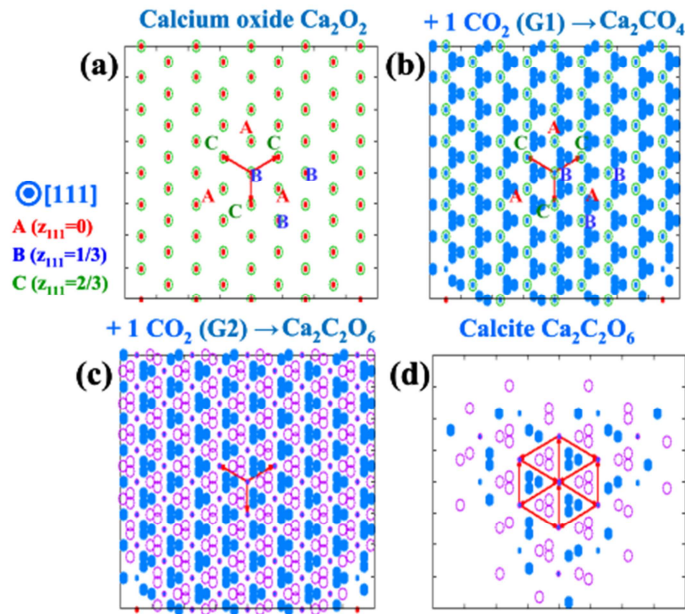 Calcium oxide Ca₂O₂
+ 1 CO₂ (G1) →Ca₂CO₄
(a)
(b)
A
C C
B B
A A
C B
A
C C
B B
A A
C B
[111]
A (z₁₁₁=0)
B (z₁₁₁=1/3)
C (z₁₁₁=2/3)
+ 1 CO₂ (G2) →Ca₂C₂O₆
Calcite Ca₂C₂O₆
(c)
(d)